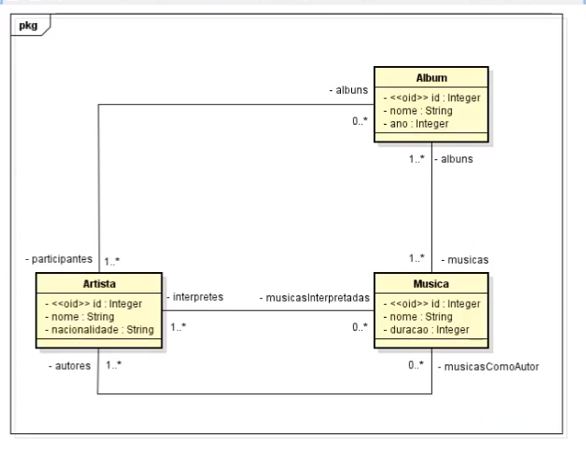 pkg
Album
- <<oid>> id : Integer
- nome : String
- ano : Integer
- albuns
0..*
1..*
- albuns
- participantes
1..*
1..*
- musicas
Artista
- <<oid>> id : Integer
- nome : String
- nacionalidade : String
- interpretes
1..*
- musicasInterpretadas
0..*
Musica
- <<oid>> id : Integer
- nome : String
- duracao : Integer
- autores
1..*
0..*
- musicasComoAutor